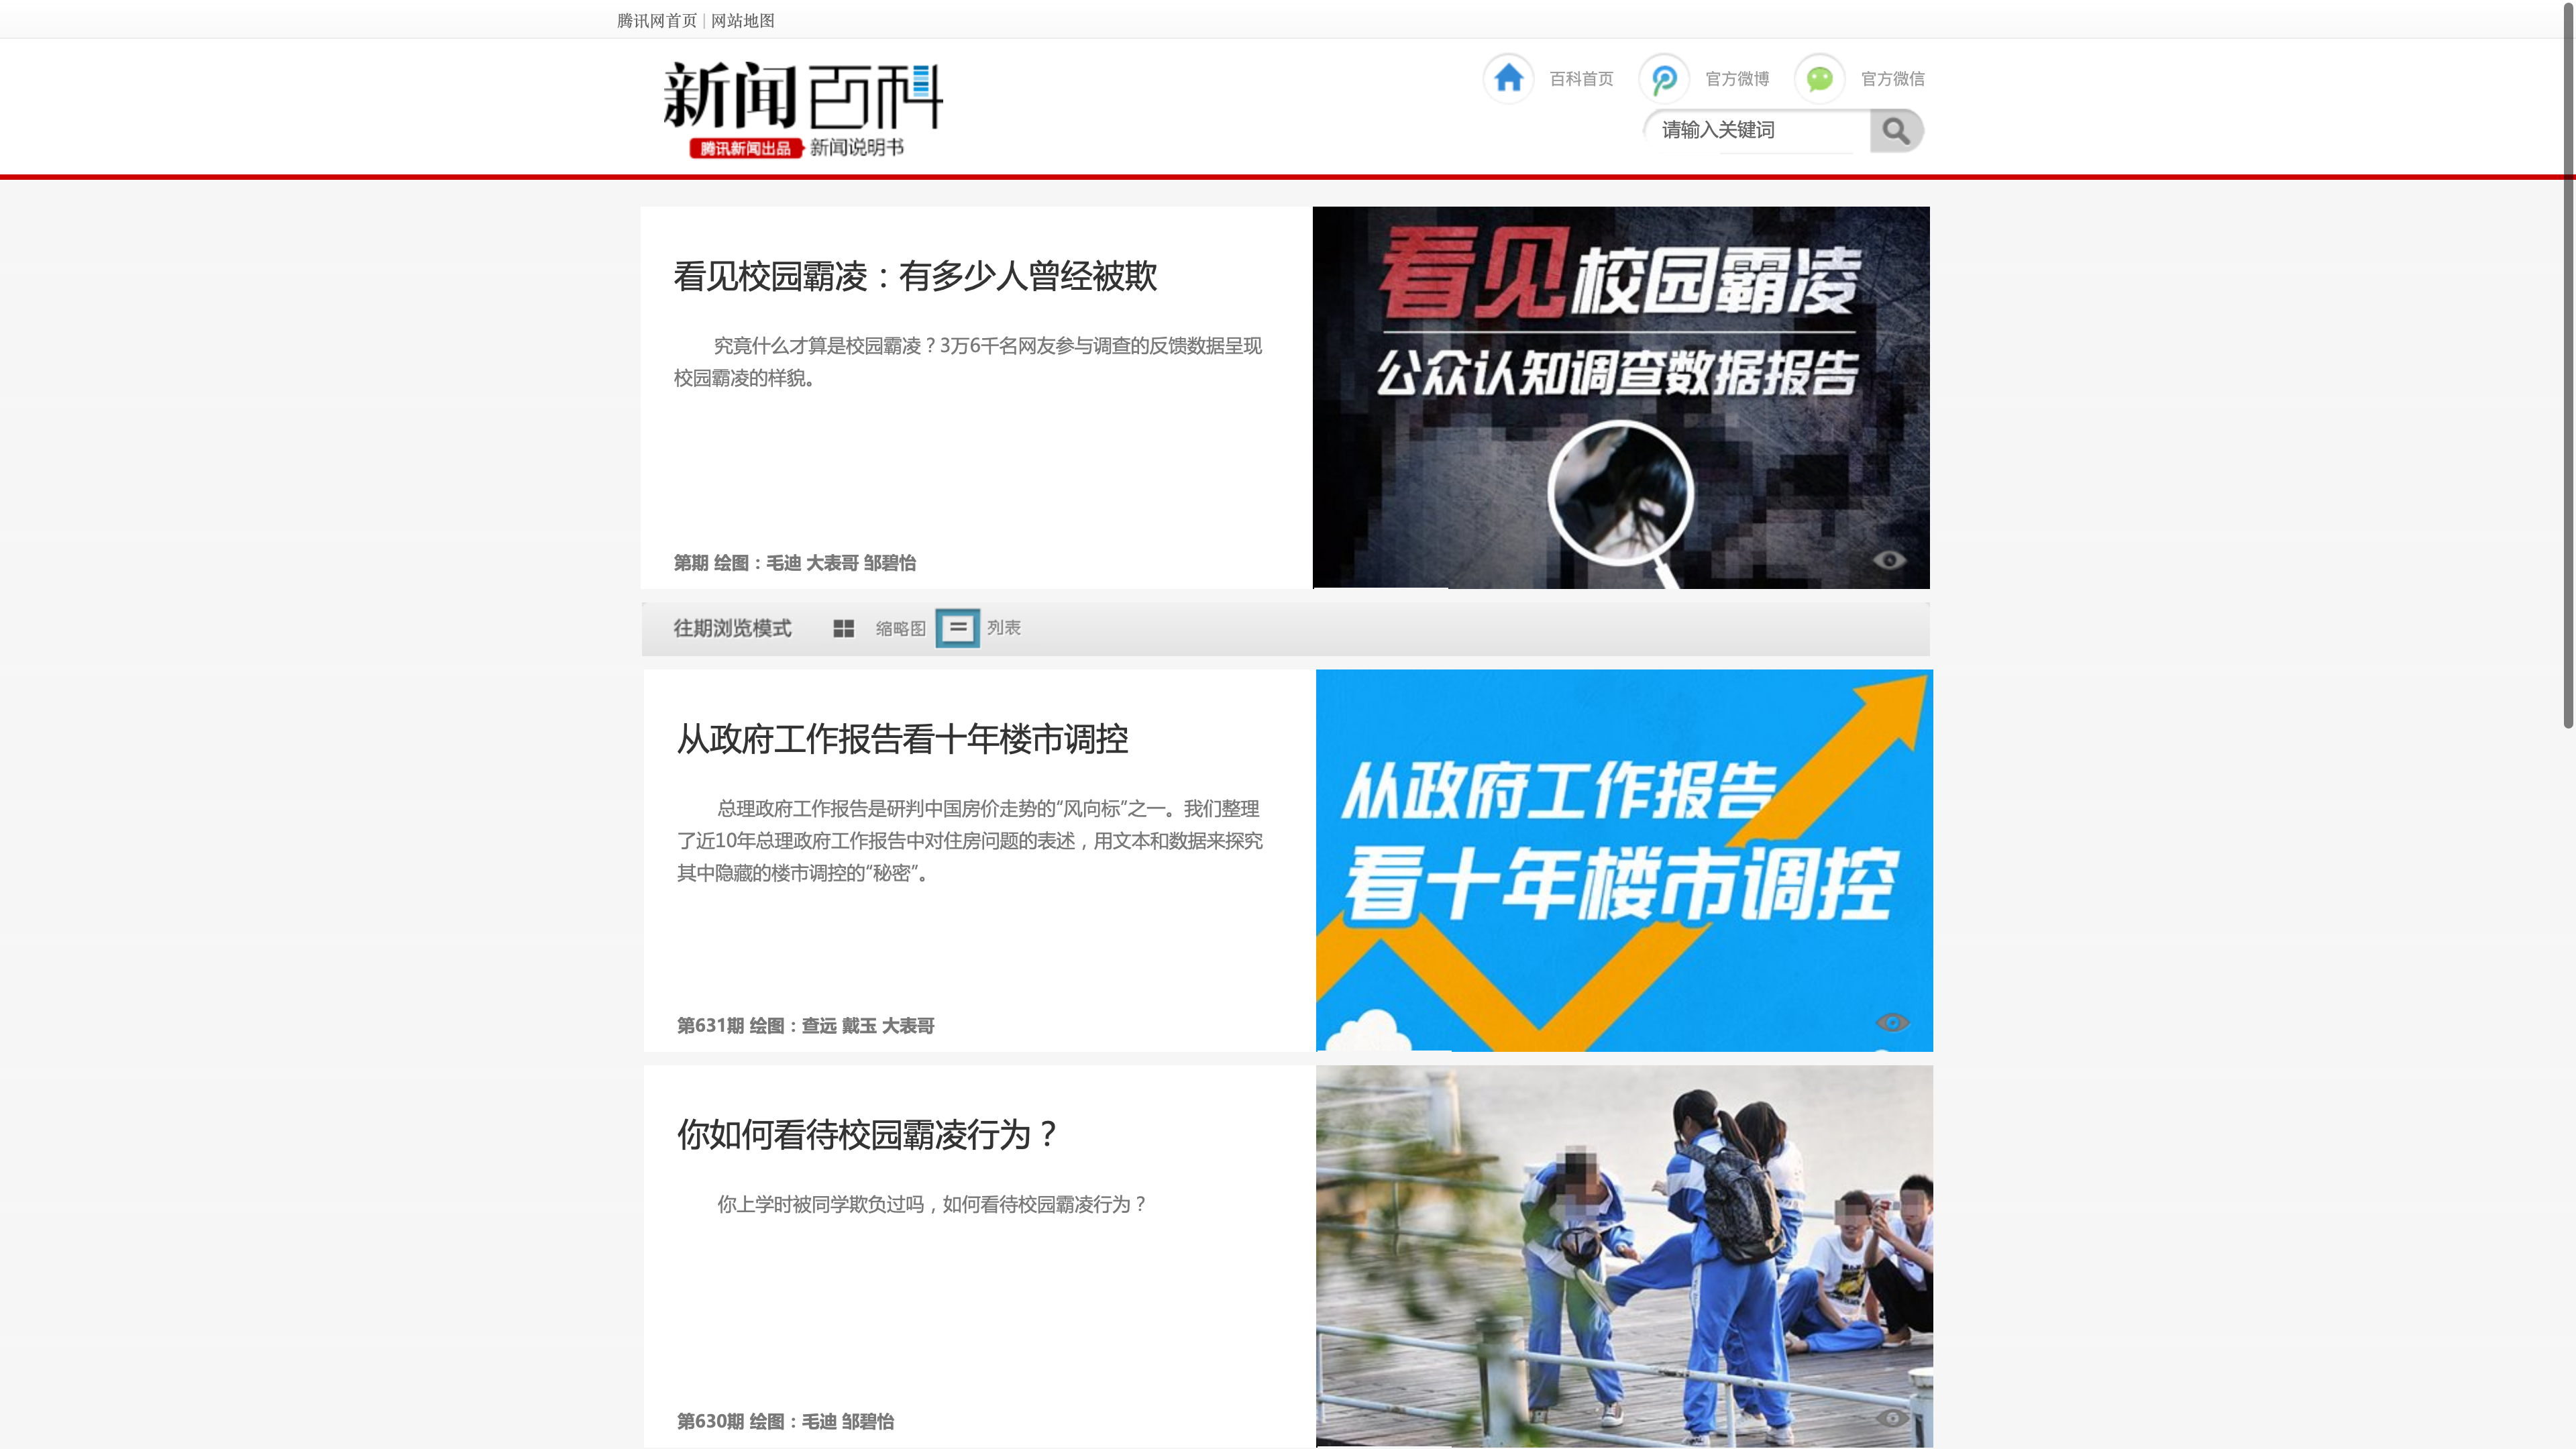 腾讯网首页 | 网站地图
新闻百科
腾讯新闻出品 新闻说明书
百科首页 官方微博 官方微信
请输入关键词
看见校园霸凌：有多少人曾经被欺
究竟什么才算是校园霸凌？3万6千名网友参与调查的反馈数据呈现
校园霸凌的样貌。
第期 绘图：毛迪 大表哥 邹碧怡
看见校园霸凌
公众认知调查数据报告
往期浏览模式 缩略图 列表
从政府工作报告看十年楼市调控
总理政府工作报告是研判中国房价走势的“风向标”之一。我们整理
了近10年总理政府工作报告中对住房问题的表述，用文本和数据来探究
其中隐藏的楼市调控的“秘密”。
第631期 绘图：查远 戴玉 大表哥
从政府工作报告
看十年楼市调控
你如何看待校园霸凌行为？
你上学时被同学欺负过吗，如何看待校园霸凌行为？
第630期 绘图：毛迪 邹碧怡